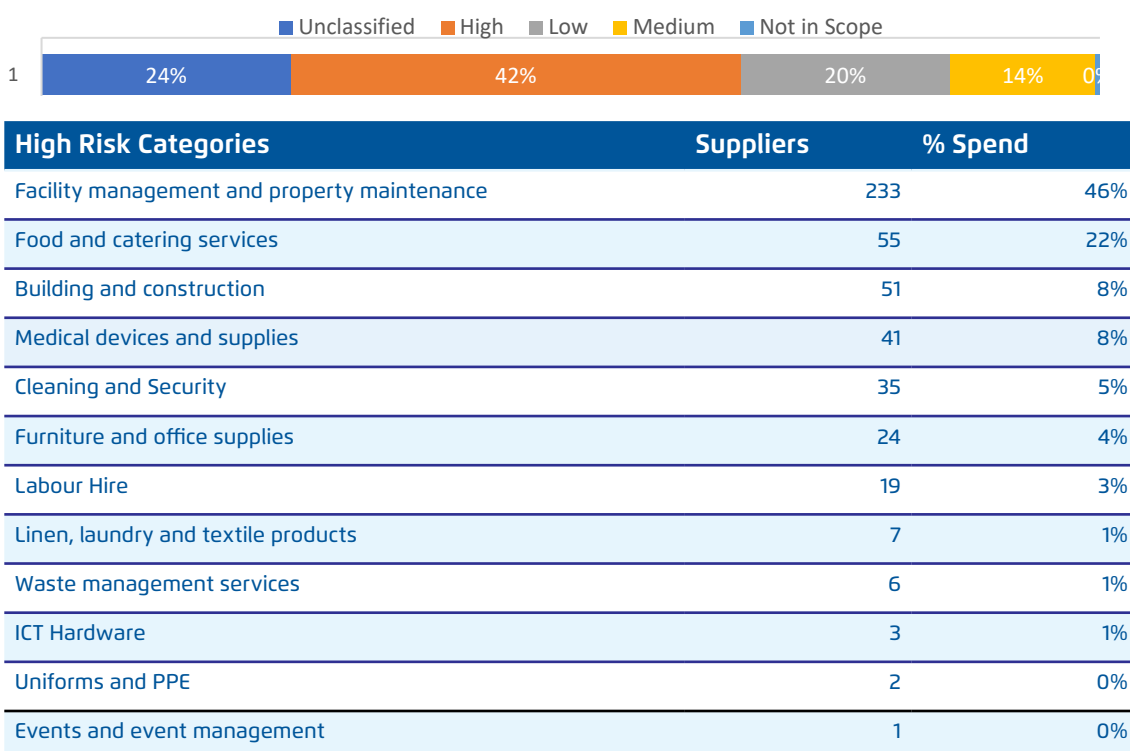 Unclassified High Low Medium Not in Scope
1 24% 42% 20% 14% 0%
High Risk Categories Suppliers % Spend
Facility management and property maintenance 233 46%
Food and catering services 55 22%
Building and construction 51 8%
Medical devices and supplies 41 8%
Cleaning and Security 35 5%
Furniture and office supplies 24 4%
Labour Hire 19 3%
Linen, laundry and textile products 7 1%
Waste management services 6 1%
ICT Hardware 3 1%
Uniforms and PPE 2 0%
Events and event management 1 0%